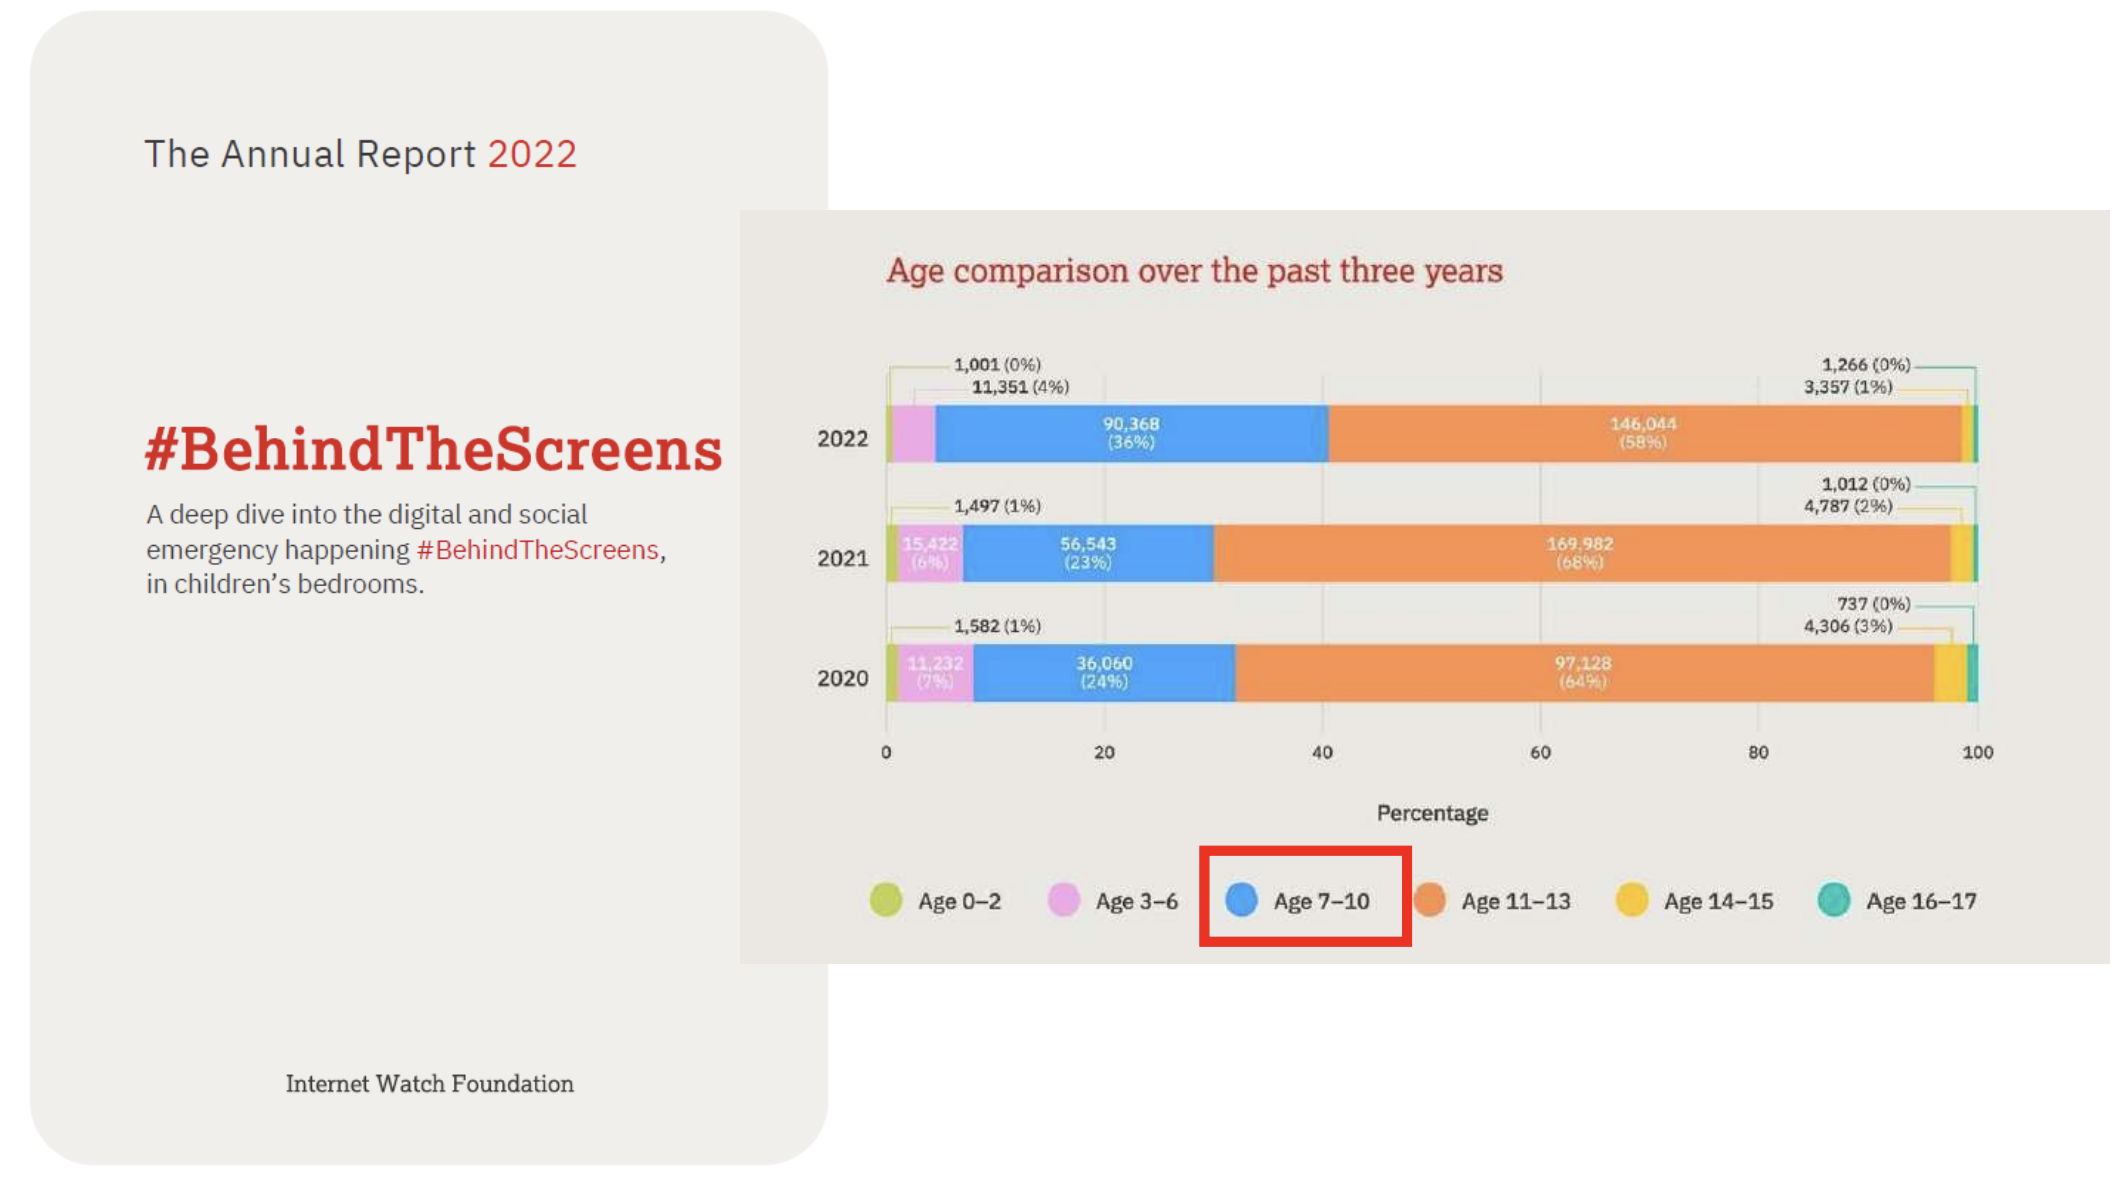 The Annual Report 2022
#BehindTheScreens
A deep dive into the digital and social
emergency happening #BehindTheScreens,
in children's bedrooms.
Internet Watch Foundation
Age comparison over the past three years
1,001 (0%)
11,351 (4%)
1,266 (0%)
3,357 (1%)
2022
90,368
(36%)
146,044
(58%)
1,497 (1%)
1,012 (0%)
4,787 (2%)
2021
15,422
(6%)
56,543
(23%)
169,982
(68%)
1,582 (1%)
737 (0%)
4,306 (3%)
2020
11,232
(7%)
36,060
(24%)
97,128
(64%)
0 20 40 60 80 100
Percentage
Age 0–2 Age 3–6 Age 7–10 Age 11–13 Age 14–15 Age 16–17